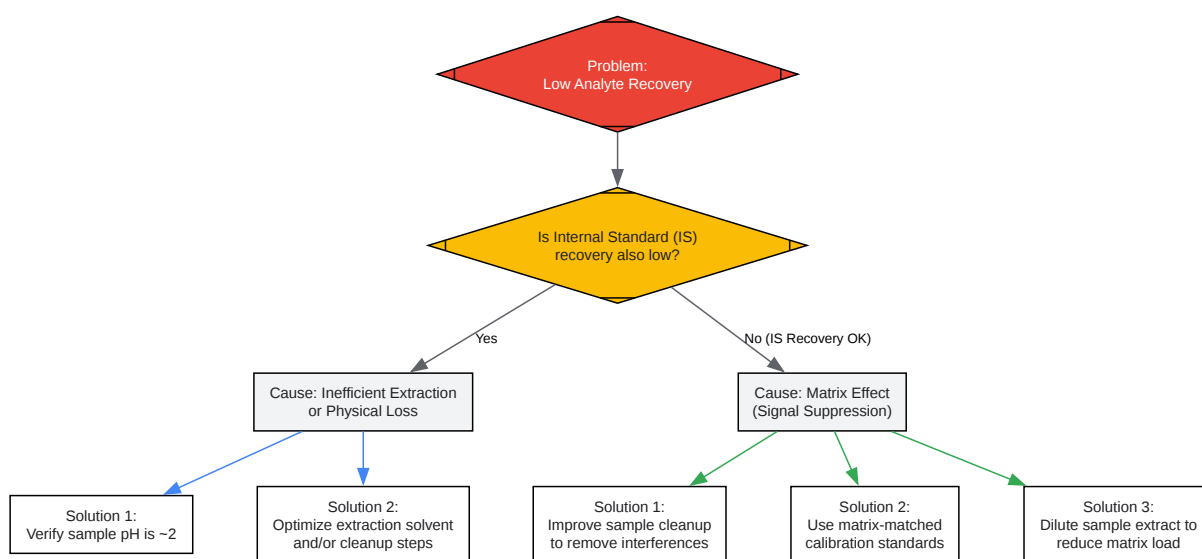 Problem:
Low Analyte Recovery
Is Internal Standard (IS)
recovery also low?
Yes
No (IS Recovery OK)
Cause: Inefficient Extraction
or Physical Loss
Cause: Matrix Effect
(Signal Suppression)
Solution 1:
Verify sample pH is ~2
Solution 2:
Optimize extraction solvent
and/or cleanup steps
Solution 1:
Improve sample cleanup
to remove interferences
Solution 2:
Use matrix-matched
calibration standards
Solution 3:
Dilute sample extract to
reduce matrix load